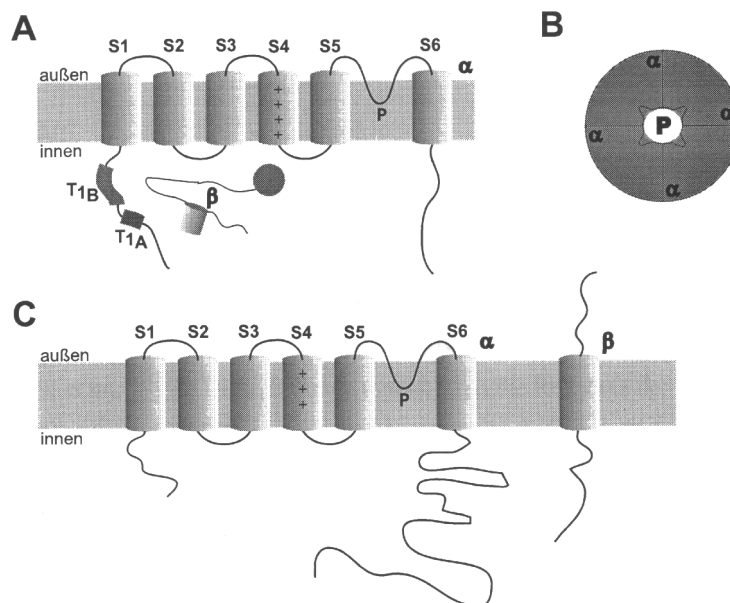 A
S1 S2 S3 S4 S5 S6 α
außen
+
+
+
+
P
innen
T1B
β
T1A
B
α
α P α
α
C
S1 S2 S3 S4 S5 S6 α β
außen
+
+
+
P
innen